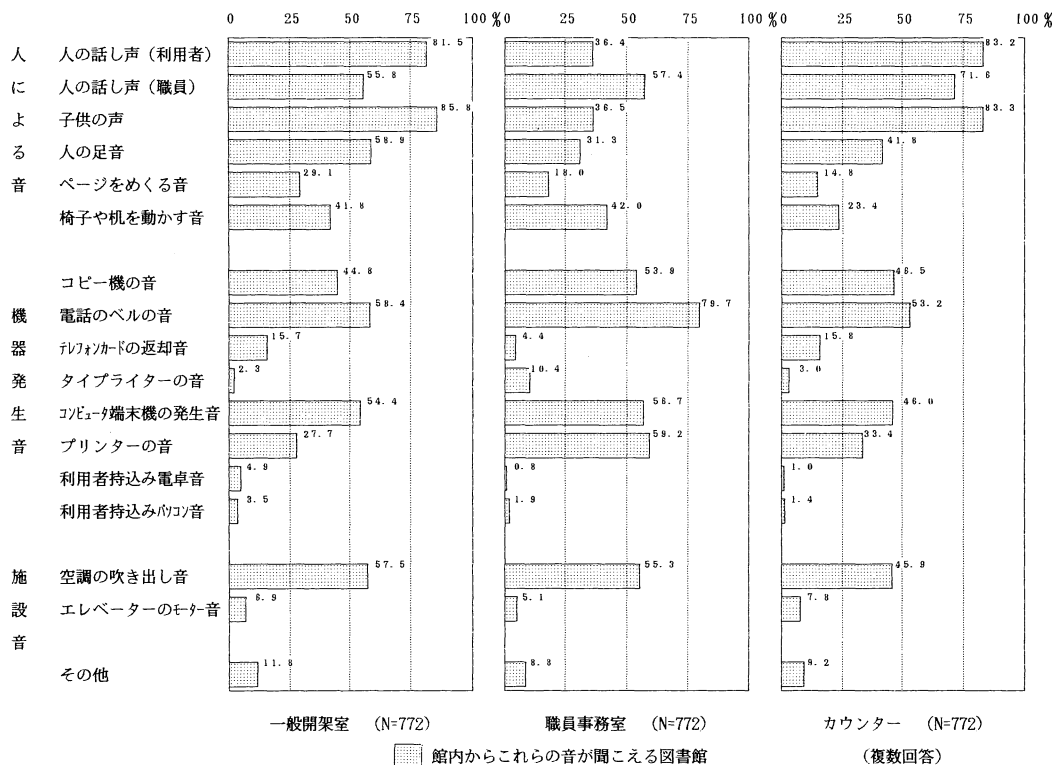 0 25 50 75 100 % 0 25 50 75 100 % 0 25 50 75 100 %
人による音
人の話し声（利用者） 81.5 36.4 83.2
人の話し声（職員） 55.8 57.4 71.6
子供の声 85.8 36.5 83.3
人の足音 58.9 31.3 41.8
ページをめくる音 29.1 18.0 14.8
椅子や机を動かす音 41.8 42.0 23.4
機器発生音
コピー機の音 44.8 53.9 46.5
電話のベルの音 58.4 79.7 53.2
テレフォンカードの返却音 15.7 4.4 15.8
タイプライターの音 2.3 10.4 3.0
コンピュータ端末機の発生音 54.4 56.7 46.0
プリンターの音 27.7 59.2 33.4
利用者持込み電卓音 4.9 0.8 1.0
利用者持込みパソコン音 3.5 1.9 1.4
施設音
空調の吹き出し音 57.5 55.3 45.9
エレベーターのモーター音 6.9 5.1 7.8
その他 11.8 8.3 9.2
一般開架室 (N=772) 職員事務室 (N=772) カウンター (N=772)
館内からこれらの音が聞こえる図書館 （複数回答）